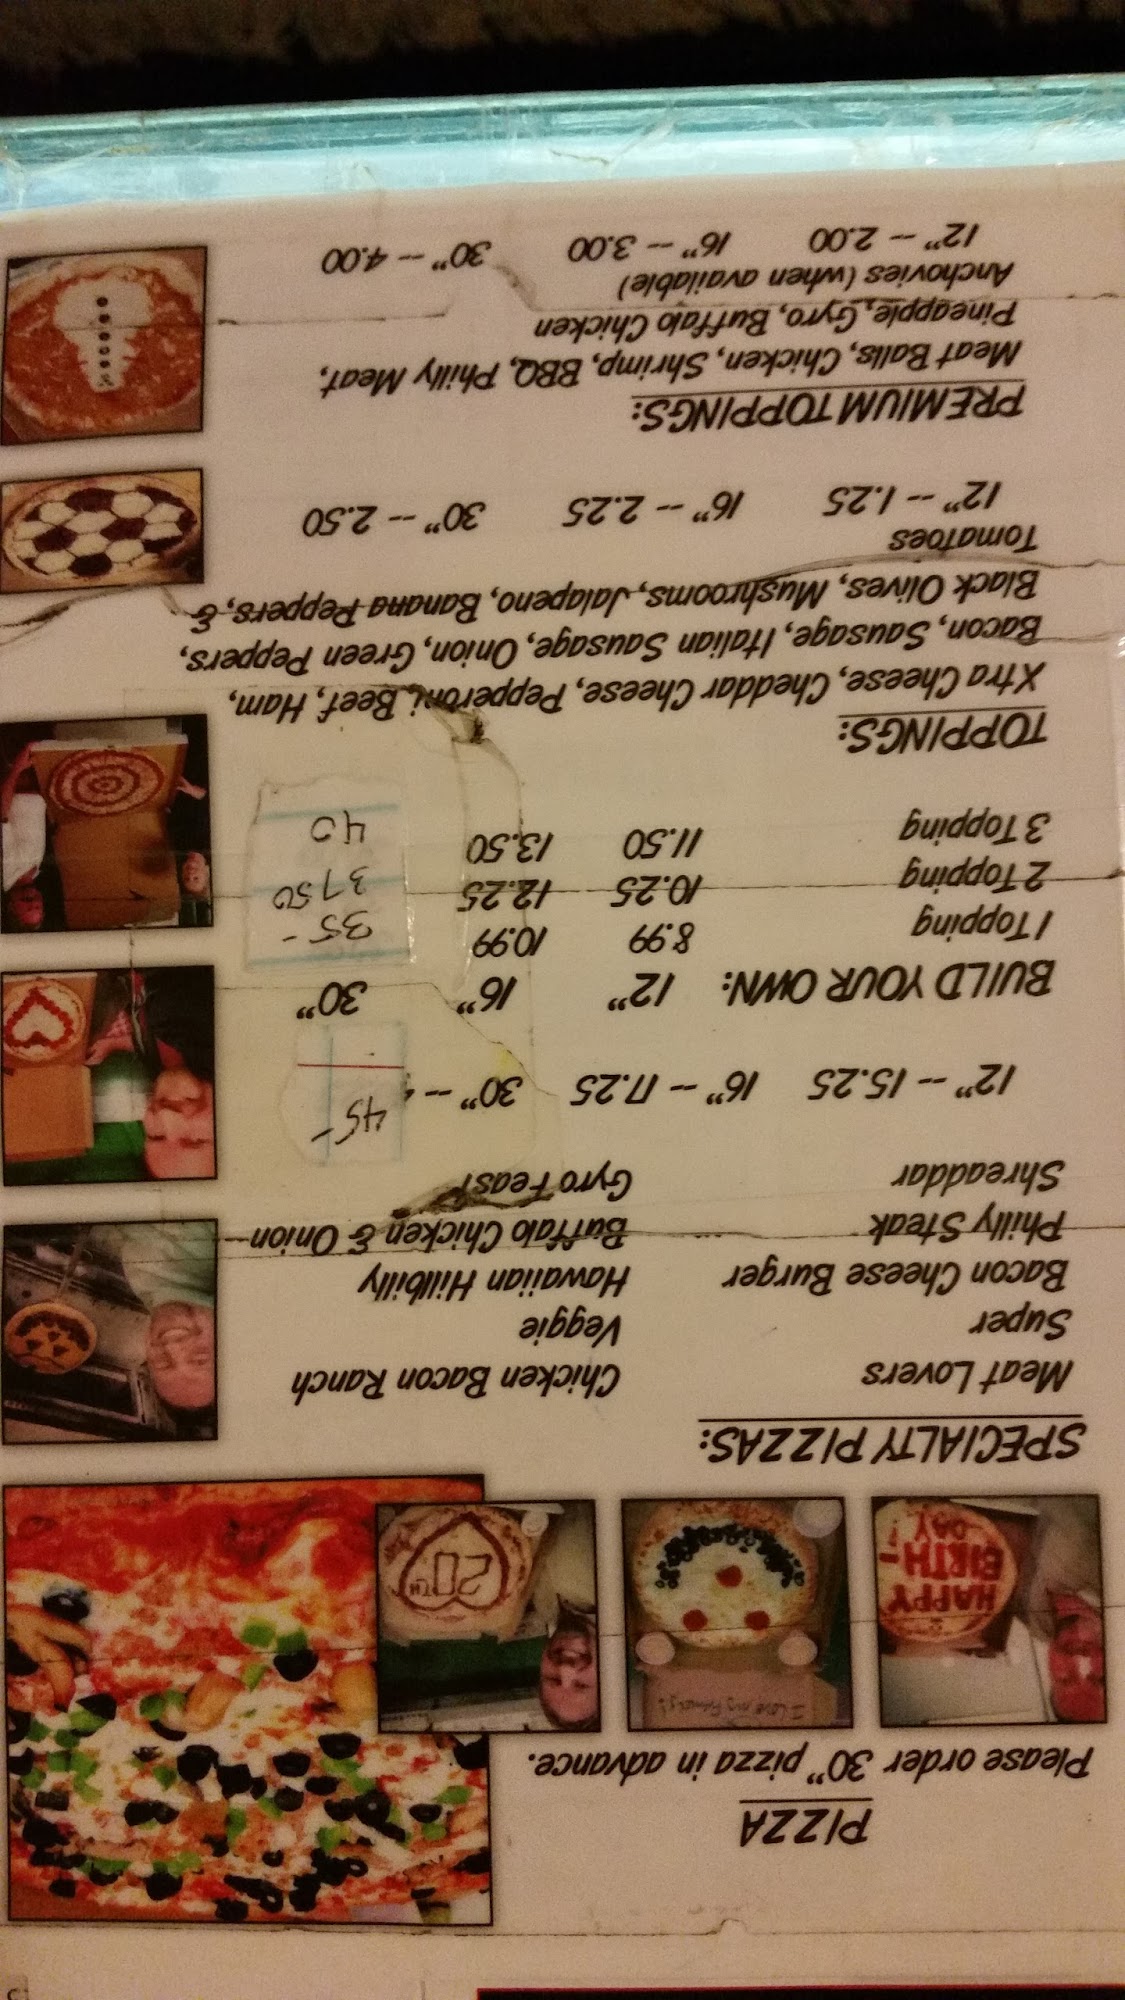 PIZZA
Please order 30" pizza in advance.
HAPPY
BIRTH-
DAY!
I Love my Princess!
20TH
SPECIALTY PIZZAS:
Meat Lovers Chicken Bacon Ranch
Super Veggie
Bacon Cheese Burger Hawaiian Hillbilly
Philly Steak Buffalo Chicken & Onion
Shreaddar Gyro Feast
12" -- 15.25 16" -- 17.25 30" -- 45-
BUILD YOUR OWN: 12" 16" 30"
1 Topping 8.99 10.99 35-
2 Topping 10.25 12.25 3750
3 Topping 11.50 13.50 40
TOPPINGS:
Xtra Cheese, Cheddar Cheese, Pepperoni, Beef, Ham,
Bacon, Sausage, Italian Sausage, Onion, Green Peppers,
Black Olives, Mushrooms, Jalapeno, Banana Peppers, &
Tomatoes
12" -- 1.25 16" -- 2.25 30" -- 2.50
PREMIUM TOPPINGS:
Meat Balls, Chicken, Shrimp, BBQ, Philly Meat,
Pineapple, Gyro, Buffalo Chicken
Anchovies (when available)
12" -- 2.00 16" -- 3.00 30" -- 4.00